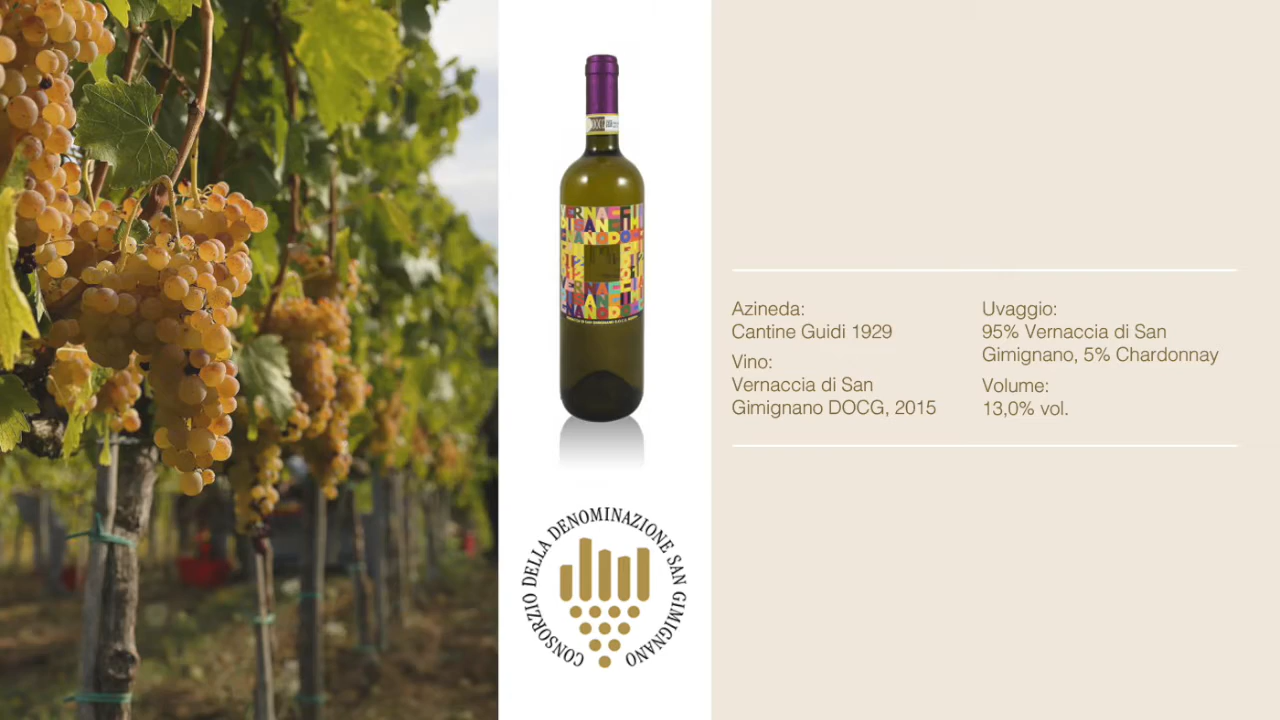 Azineda:
Cantine Guidi 1929
Vino:
Vernaccia di San
Gimignano DOCG, 2015
Uvaggio:
95% Vernaccia di San
Gimignano, 5% Chardonnay
Volume:
13,0% vol.
CONSORZIO DELLA DENOMINAZIONE SAN GIMIGNANO